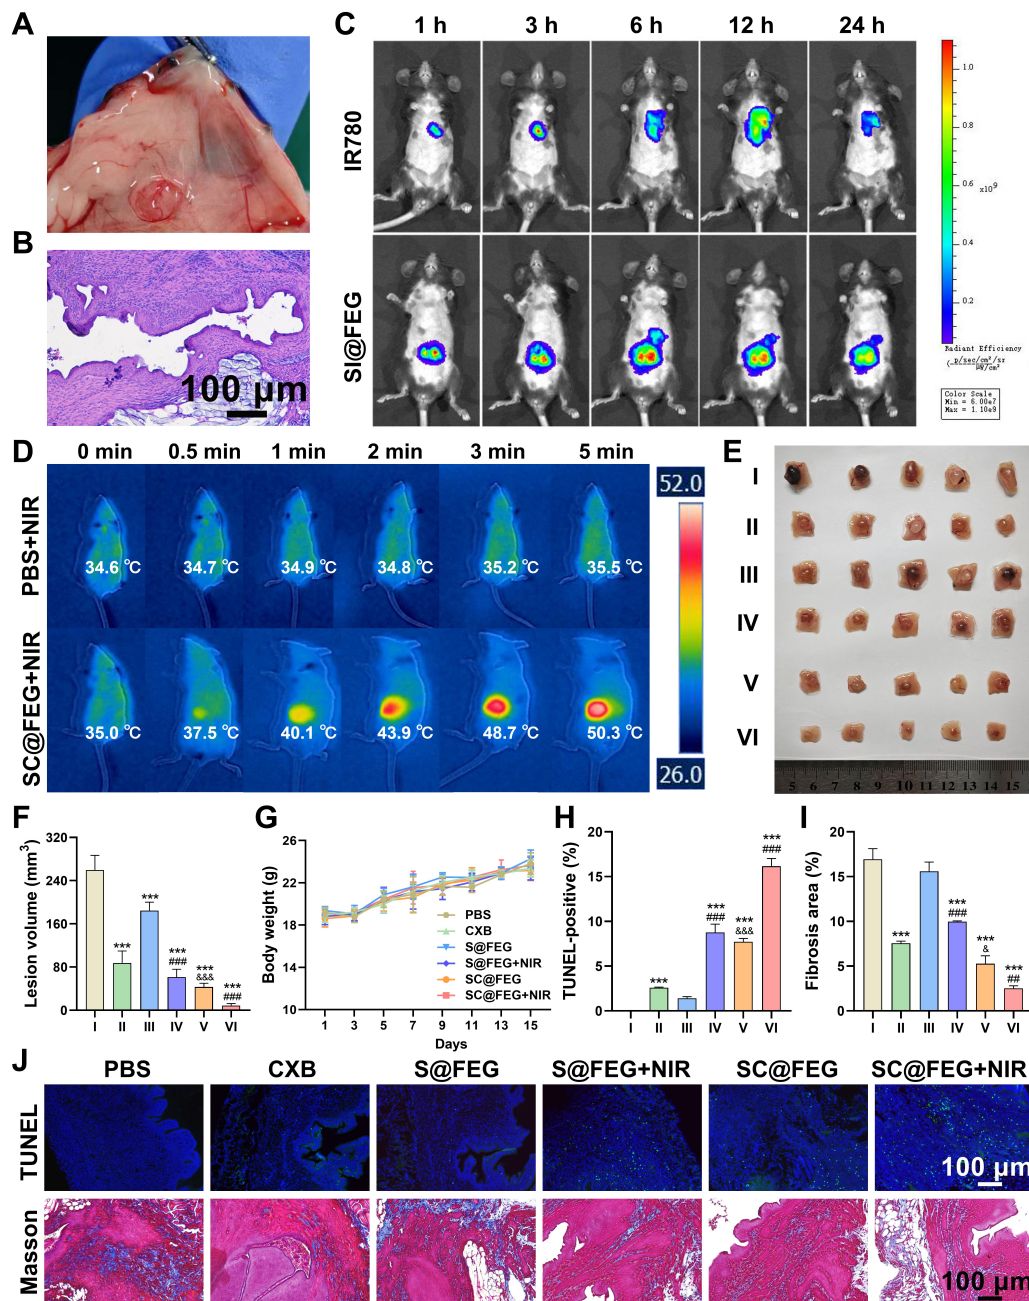 A
B
100 µm
C
1 h 3 h 6 h 12 h 24 h
IR780
SI@FEG
1.0
0.8
x10⁹
0.6
0.4
0.2
Radiant Efficiency
(p/sec/cm²/sr
µW/cm²
Color Scale
Min = 6.00e7
Max = 1.10e9
D
0 min 0.5 min 1 min 2 min 3 min 5 min
PBS+NIR
34.6 °C 34.7 °C 34.9 °C 34.8 °C 35.2 °C 35.5 °C
SC@FEG+NIR
35.0 °C 37.5 °C 40.1 °C 43.9 °C 48.7 °C 50.3 °C
52.0
26.0
E
I
II
III
IV
V
VI
5 6 7 8 9 10 11 12 13 14 15
F
Lesion volume (mm³)
320
240
160
80
0
***
***
***
###
***
&&&
***
###
I II III IV V VI
G
Body weight (g)
26
22
18
14
10
PBS
CXB
S@FEG
S@FEG+NIR
SC@FEG
SC@FEG+NIR
1 3 5 7 9 11 13 15
Days
H
TUNEL-positive (%)
20
15
10
5
0
***
***
###
***
&&&
***
###
I II III IV V VI
I
Fibrosis area (%)
20
15
10
5
0
***
***
###
***
&
***
##
I II III IV V VI
J
PBS CXB S@FEG S@FEG+NIR SC@FEG SC@FEG+NIR
TUNEL
100 µm
Masson
100 µm